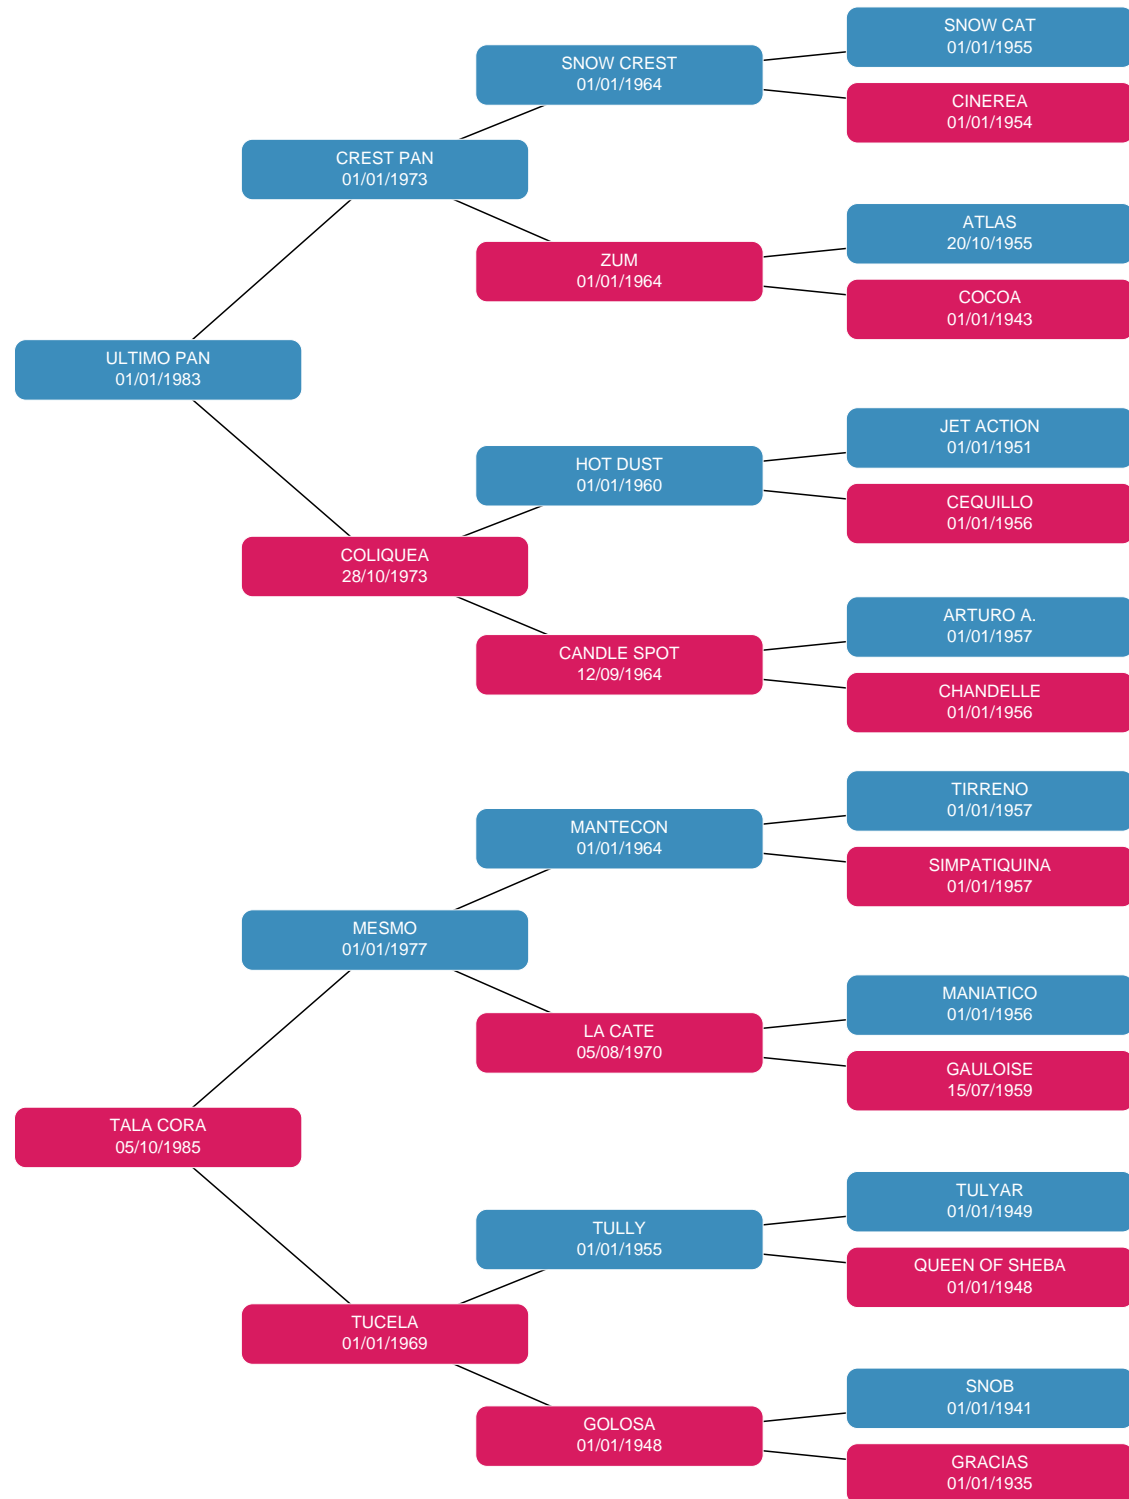 SNOW CAT
01/01/1955
SNOW CREST
01/01/1964
CINEREA
01/01/1954
CREST PAN
01/01/1973
ATLAS
20/10/1955
ZUM
01/01/1964
COCOA
01/01/1943
ULTIMO PAN
01/01/1983
JET ACTION
01/01/1951
HOT DUST
01/01/1960
CEQUILLO
01/01/1956
COLIQUEA
28/10/1973
ARTURO A.
01/01/1957
CANDLE SPOT
12/09/1964
CHANDELLE
01/01/1956
TIRRENO
01/01/1957
MANTECON
01/01/1964
SIMPATIQUINA
01/01/1957
MESMO
01/01/1977
MANIATICO
01/01/1956
LA CATE
05/08/1970
GAULOISE
15/07/1959
TALA CORA
05/10/1985
TULYAR
01/01/1949
TULLY
01/01/1955
QUEEN OF SHEBA
01/01/1948
TUCELA
01/01/1969
SNOB
01/01/1941
GOLOSA
01/01/1948
GRACIAS
01/01/1935